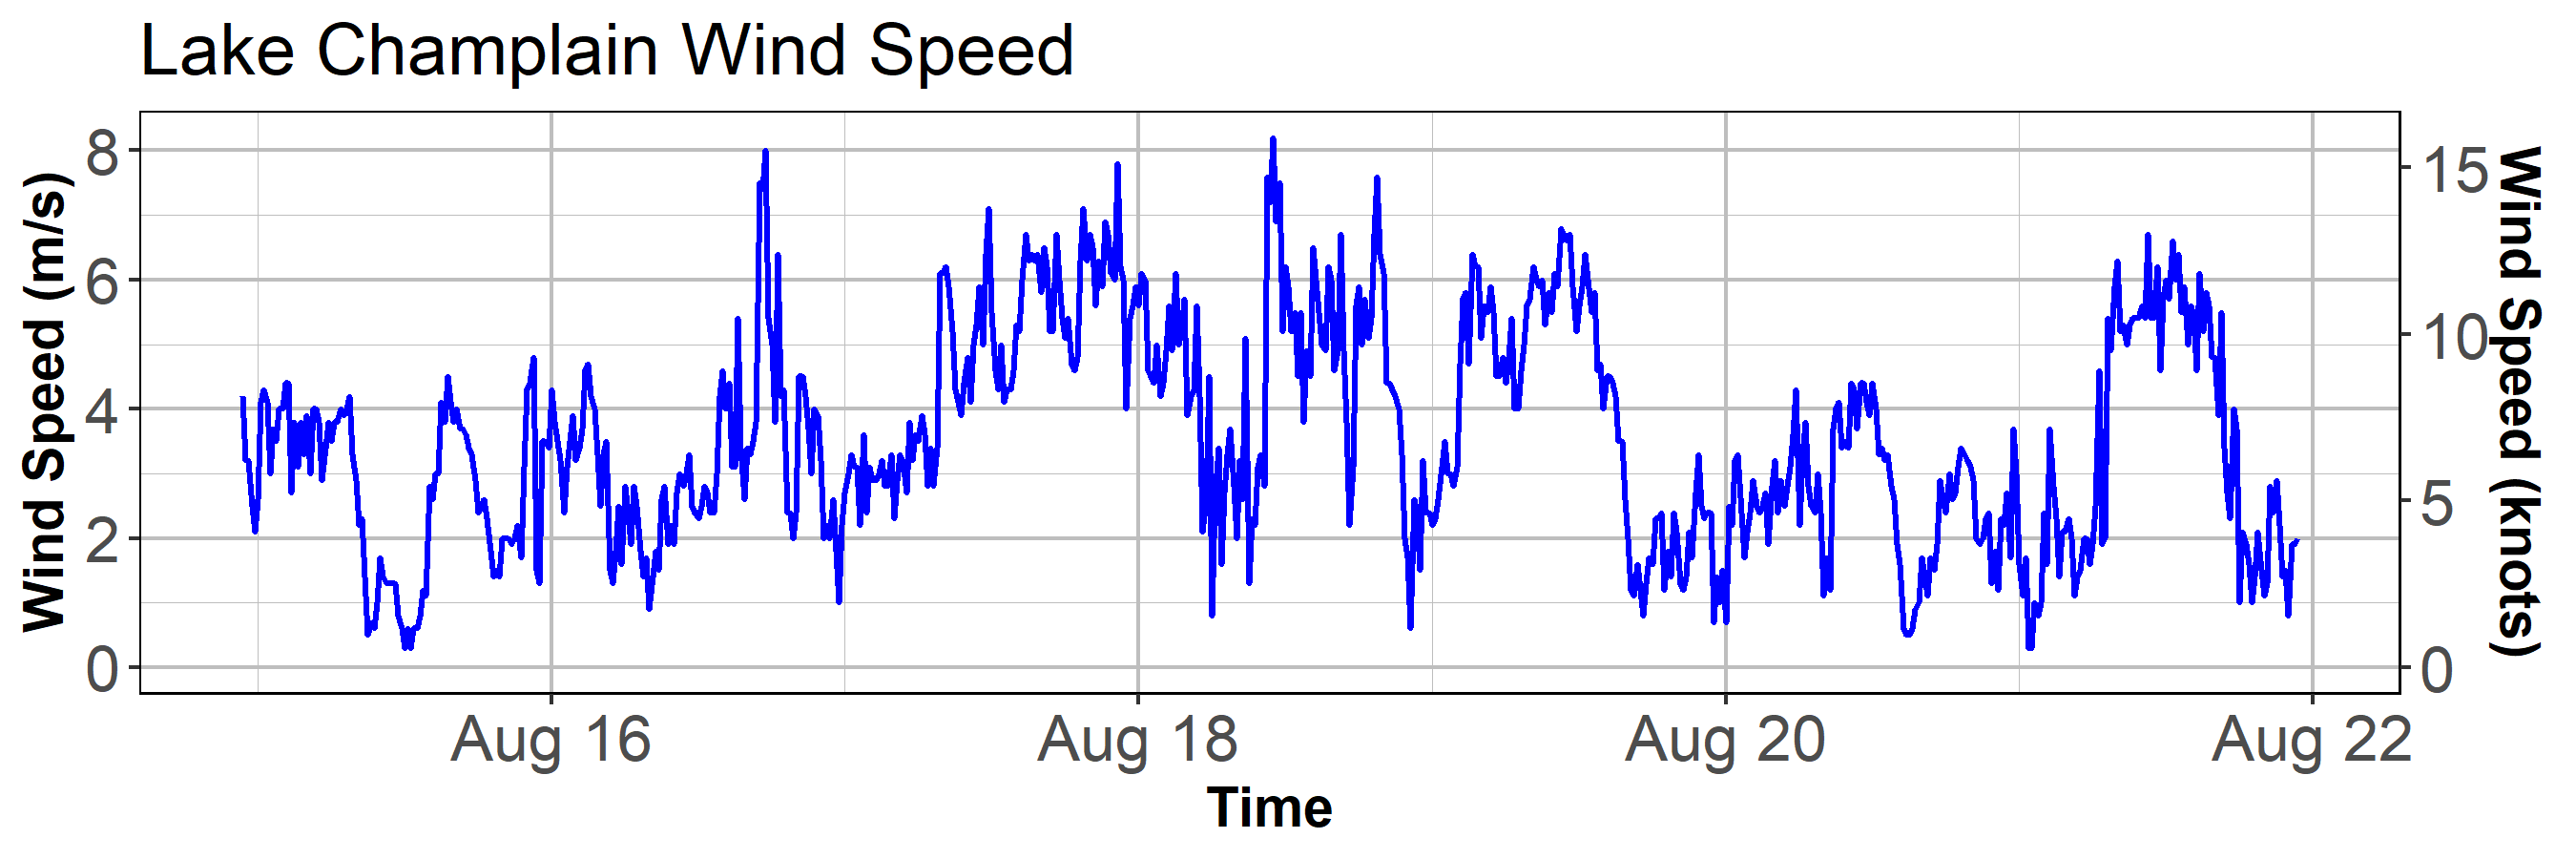 Lake Champlain Wind Speed
Wind Speed (m/s)
8
6
4
2
0
15
10
5
0
Wind Speed (knots)
Aug 16
Aug 18
Aug 20
Aug 22
Time